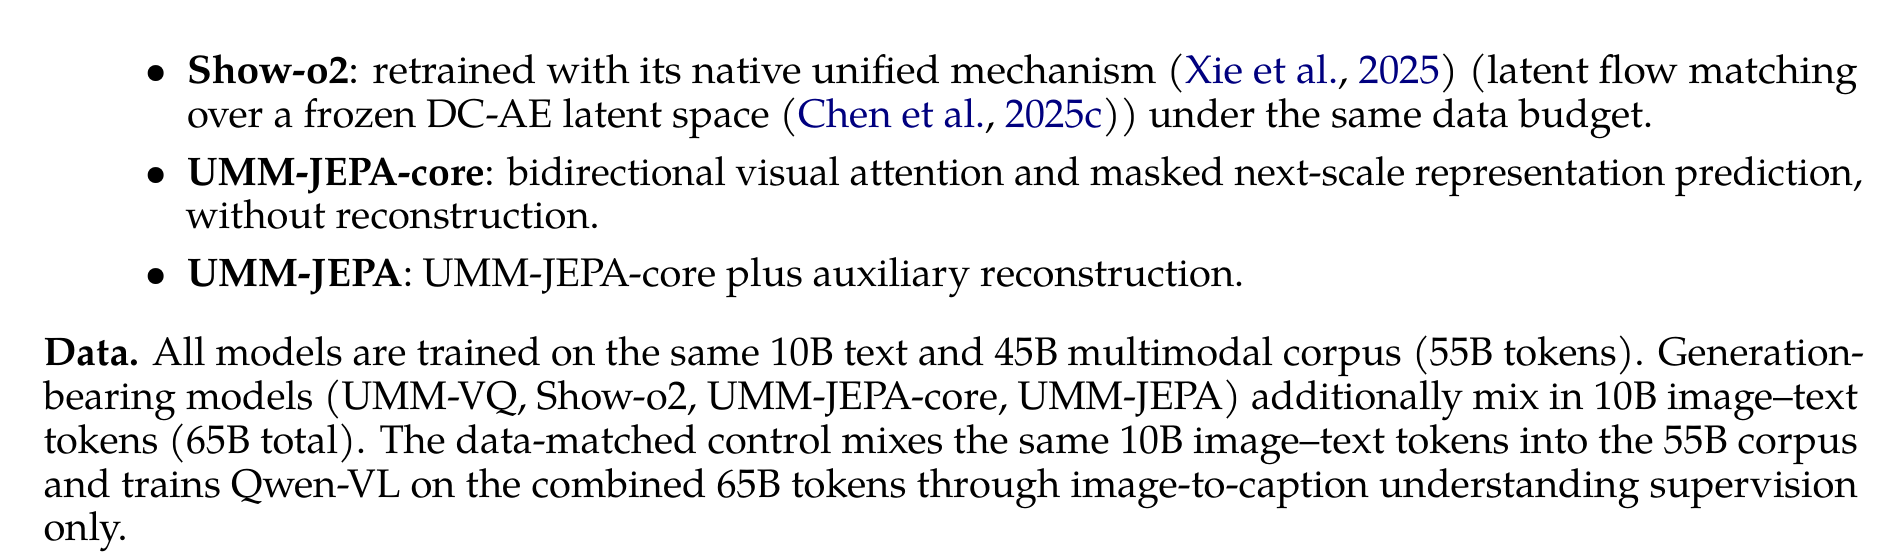 • Show-o2: retrained with its native unified mechanism (Xie et al., 2025) (latent flow matching
over a frozen DC-AE latent space (Chen et al., 2025c)) under the same data budget.
• UMM-JEPA-core: bidirectional visual attention and masked next-scale representation prediction,
without reconstruction.
• UMM-JEPA: UMM-JEPA-core plus auxiliary reconstruction.
Data. All models are trained on the same 10B text and 45B multimodal corpus (55B tokens). Generation-
bearing models (UMM-VQ, Show-o2, UMM-JEPA-core, UMM-JEPA) additionally mix in 10B image–text
tokens (65B total). The data-matched control mixes the same 10B image–text tokens into the 55B corpus
and trains Qwen-VL on the combined 65B tokens through image-to-caption understanding supervision
only.